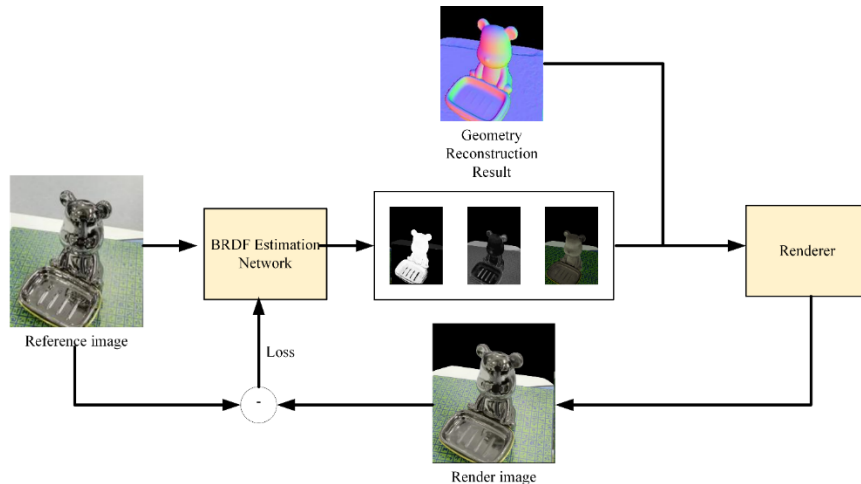 Geometry
Reconstruction
Result
BRDF Estimation
Network
Renderer
Reference image
Loss
-
Render image